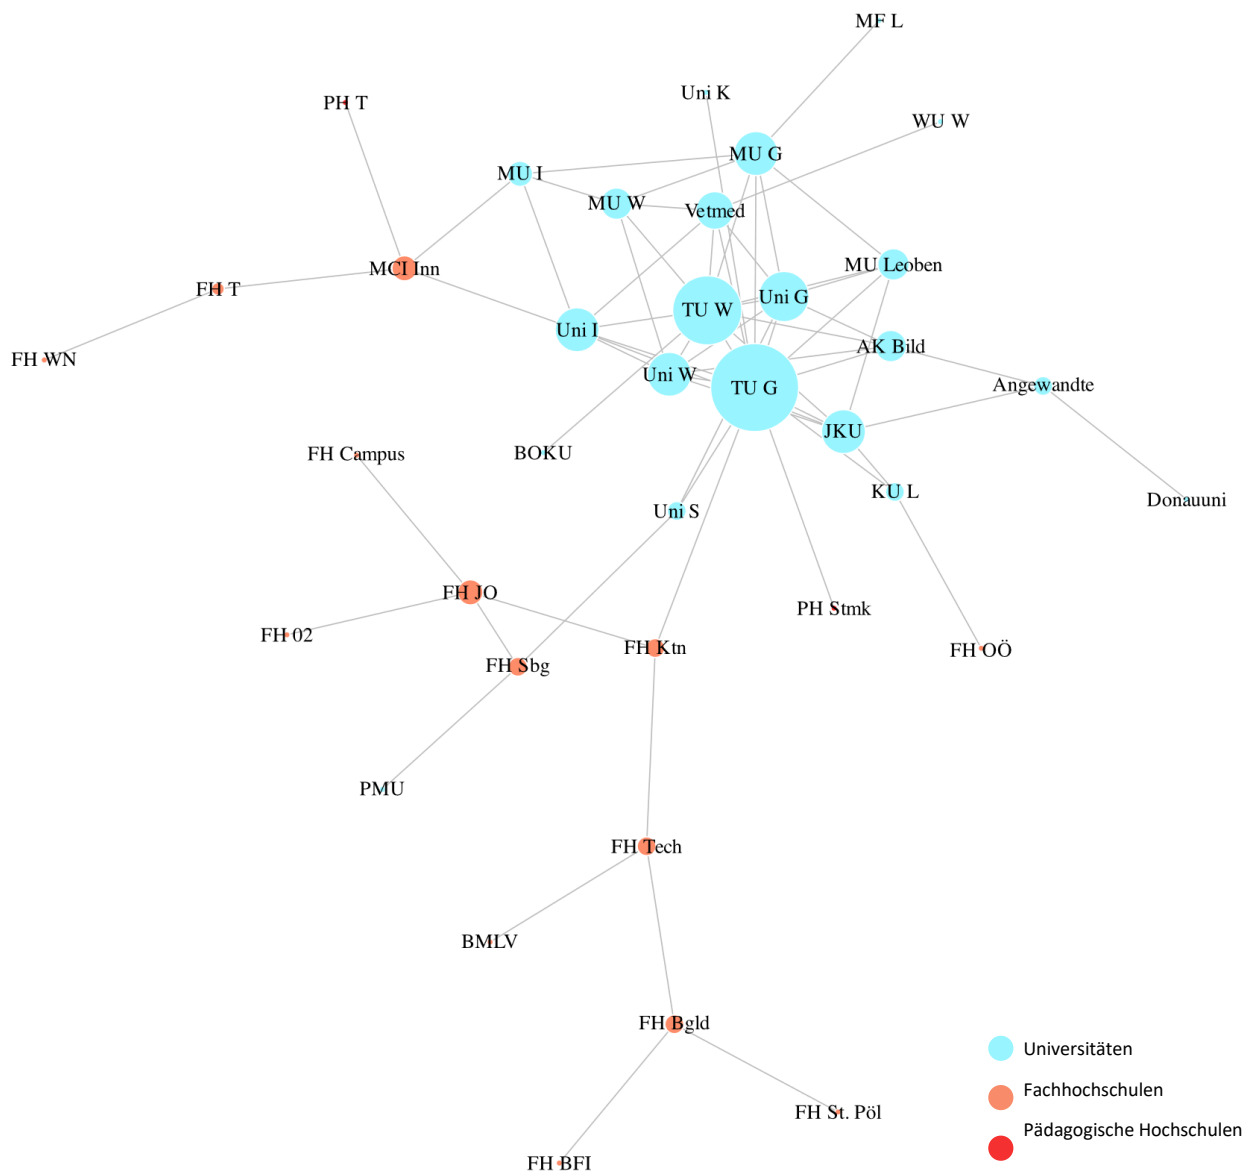 MF L
Uni K
PH T
WU W
MU G
MU I
MU W
Vetmed
MCI Inn
MU Leoben
FH T
Uni G
TU W
Uni I
AK Bild
FH WN
Uni W
TU G
Angewandte
JKU
FH Campus
BOKU
KU L
Donauuni
Uni S
FH JO
PH Stmk
FH 02
FH Ktn
FH OÖ
FH Sbg
PMU
FH Tech
BMLV
FH Bgld
Universitäten
Fachhochschulen
FH St. Pöl
Pädagogische Hochschulen
FH BFI